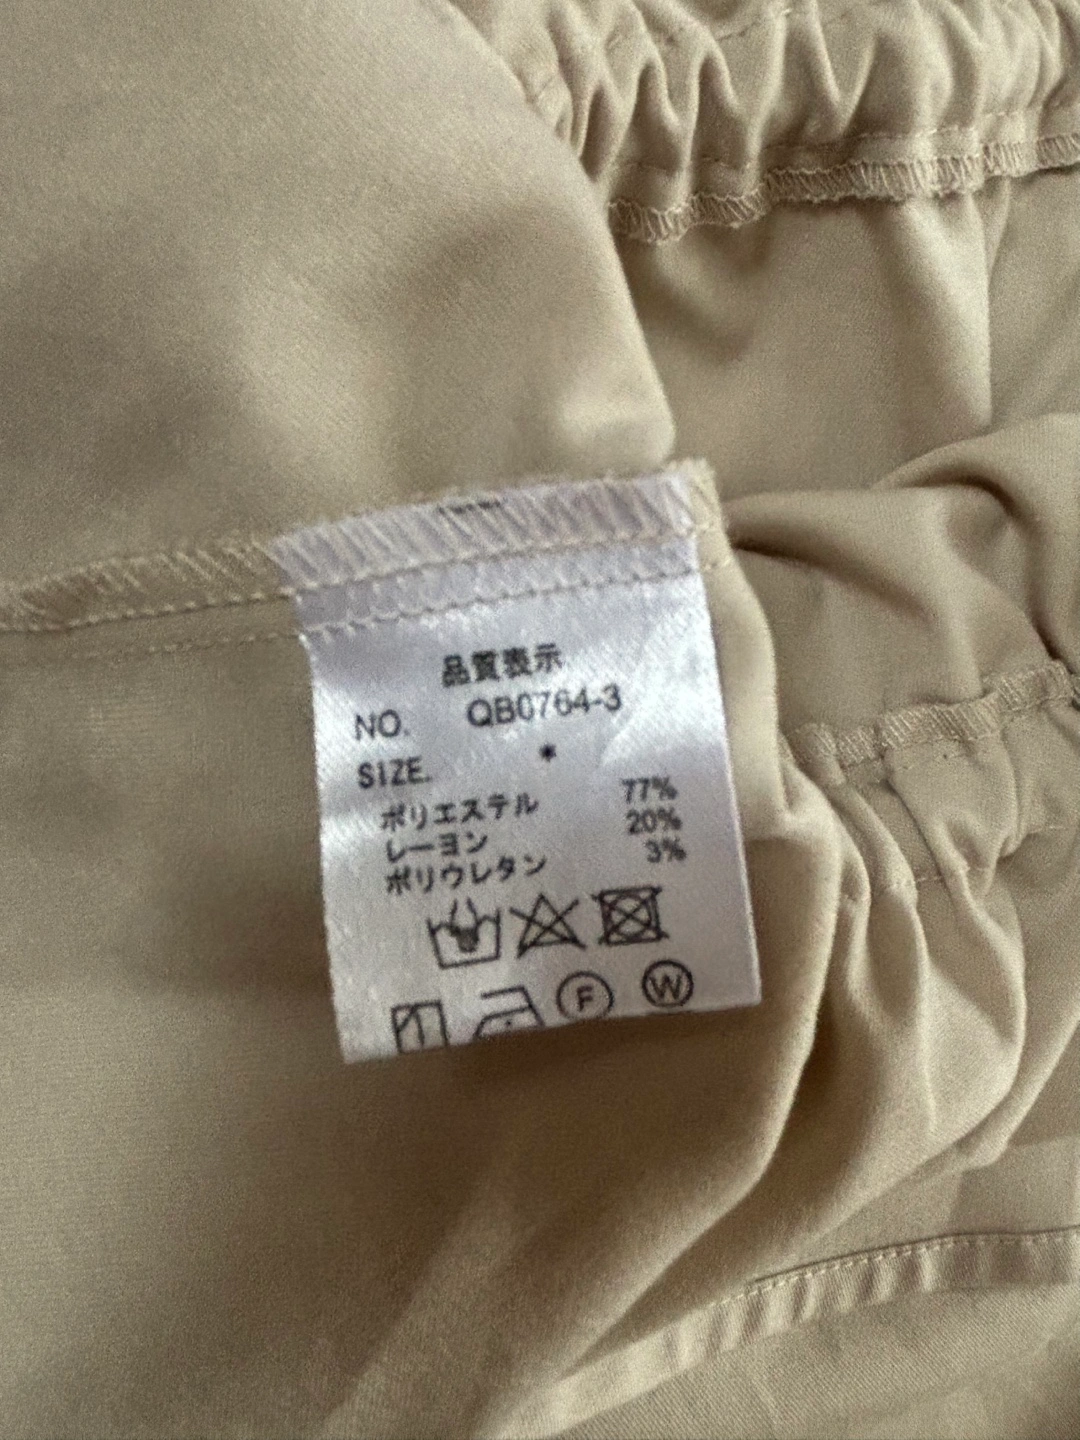 品質表示
NO. QB0764-3
SIZE. *
ポリエステル 77%
レーヨン 20%
ポリウレタン 3%
F W